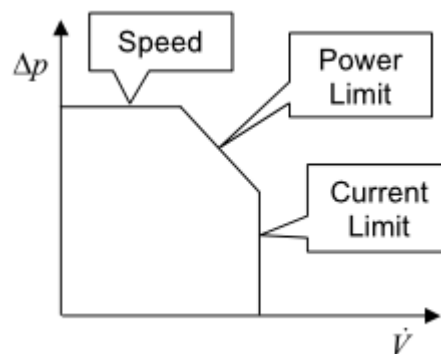 Speed
Δp
Power
Limit
Current
Limit
V̇